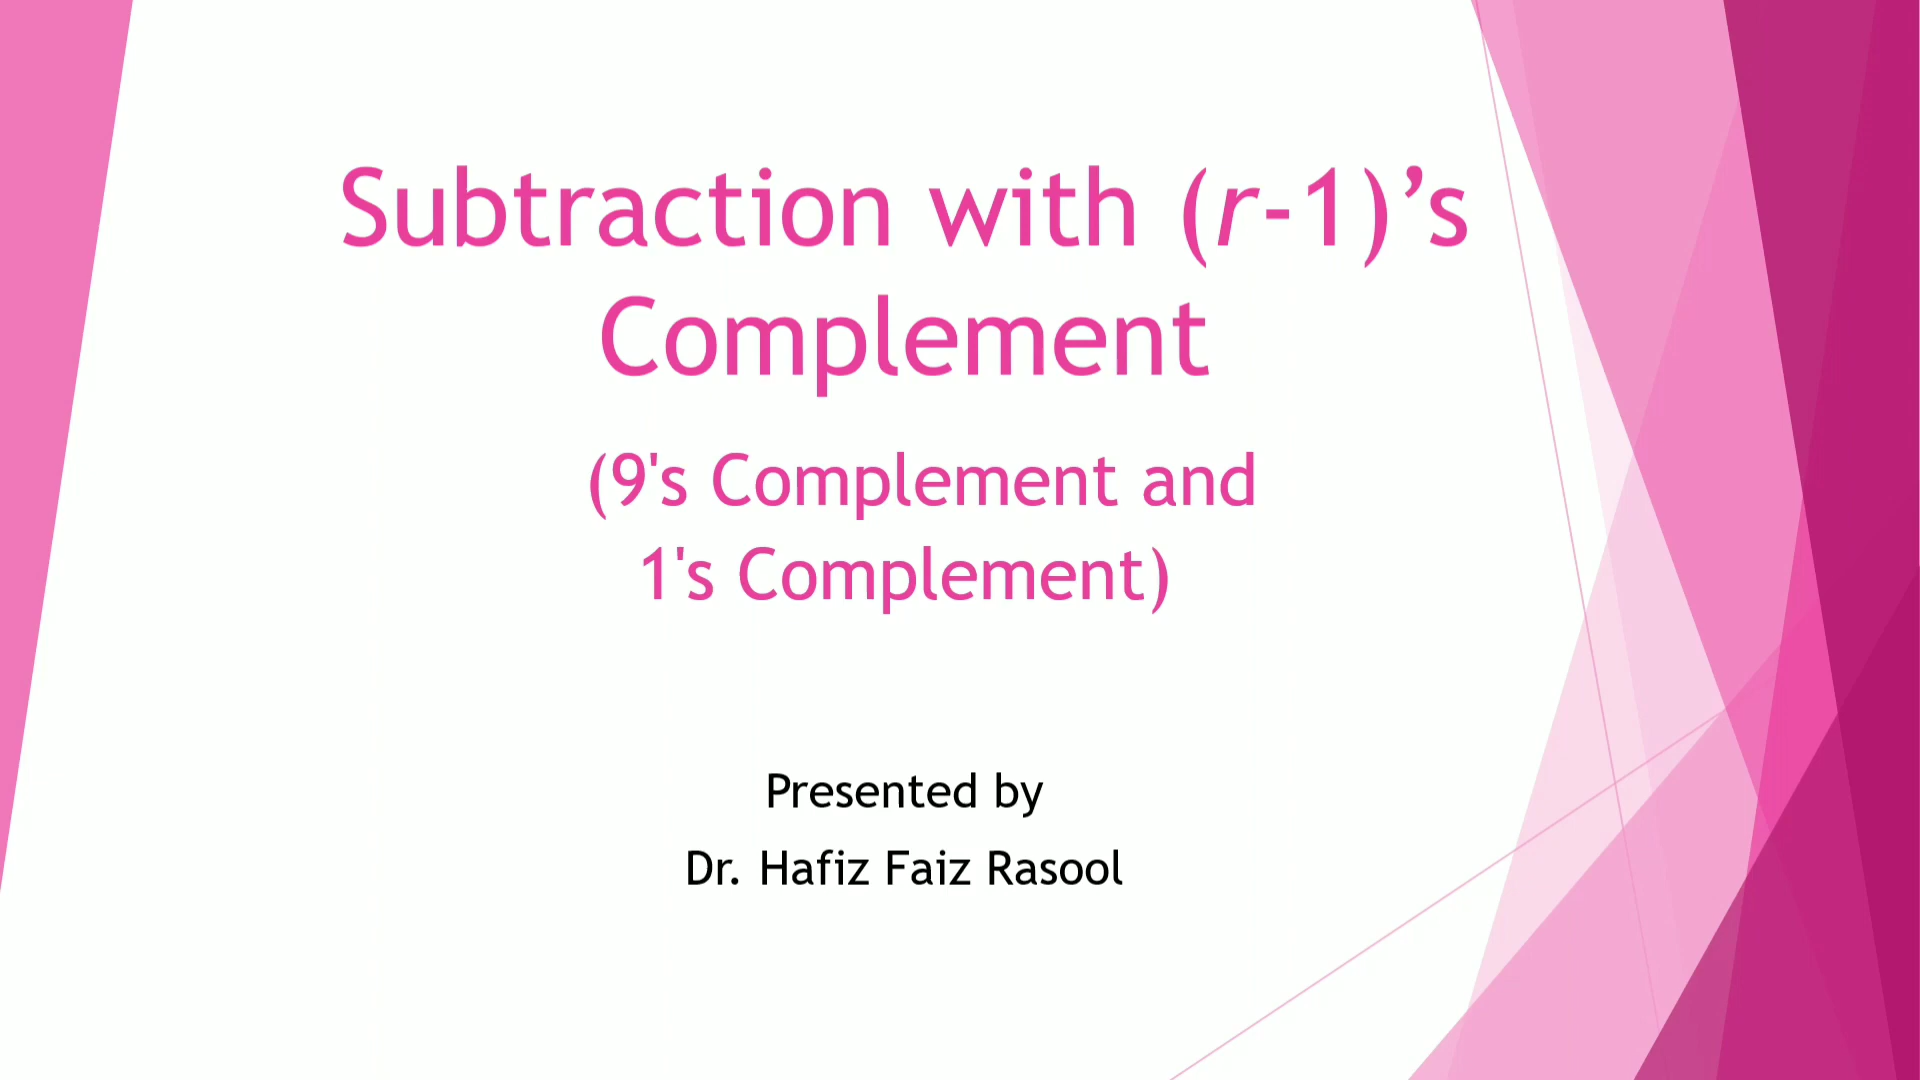 Subtraction with (r-1)’s
Complement
(9's Complement and
1's Complement)
Presented by
Dr. Hafiz Faiz Rasool